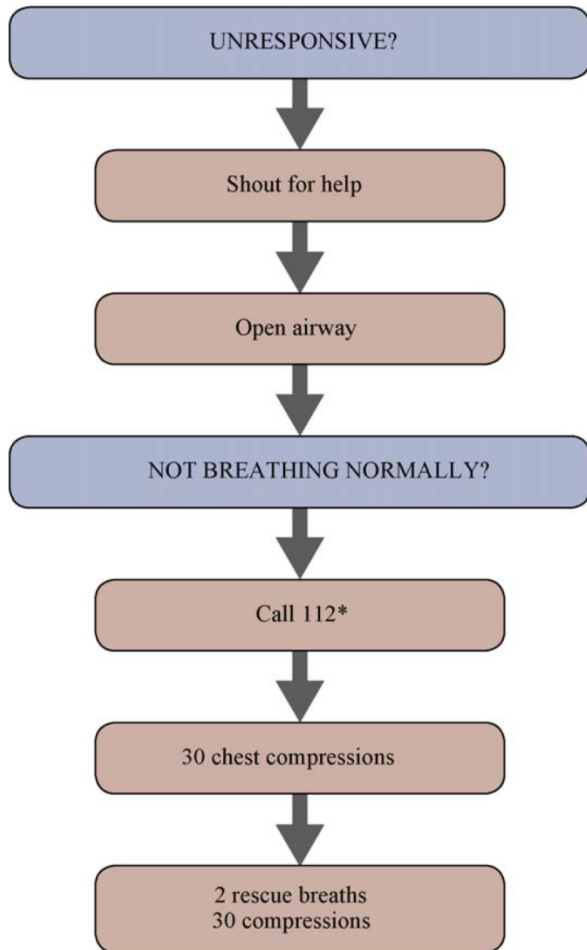 UNRESPONSIVE?
Shout for help
Open airway
NOT BREATHING NORMALLY?
Call 112*
30 chest compressions
2 rescue breaths
30 compressions